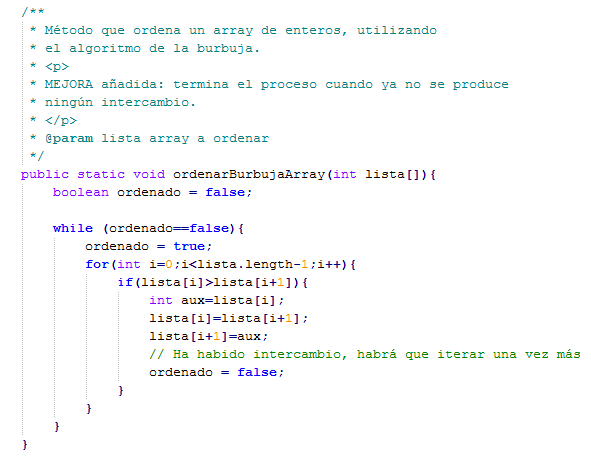 /**
 * Método que ordena un array de enteros, utilizando
 * el algoritmo de la burbuja.
 * <p>
 * MEJORA añadida: termina el proceso cuando ya no se produce
 * ningún intercambio.
 * </p>
 * @param lista array a ordenar
 */
public static void ordenarBurbujaArray(int lista[]){
    boolean ordenado = false;

    while (ordenado==false){
        ordenado = true;
        for(int i=0;i<lista.length-1;i++){
            if(lista[i]>lista[i+1]){
                int aux=lista[i];
                lista[i]=lista[i+1];
                lista[i+1]=aux;
                // Ha habido intercambio, habrá que iterar una vez más
                ordenado = false;
            }
        }
    }
}